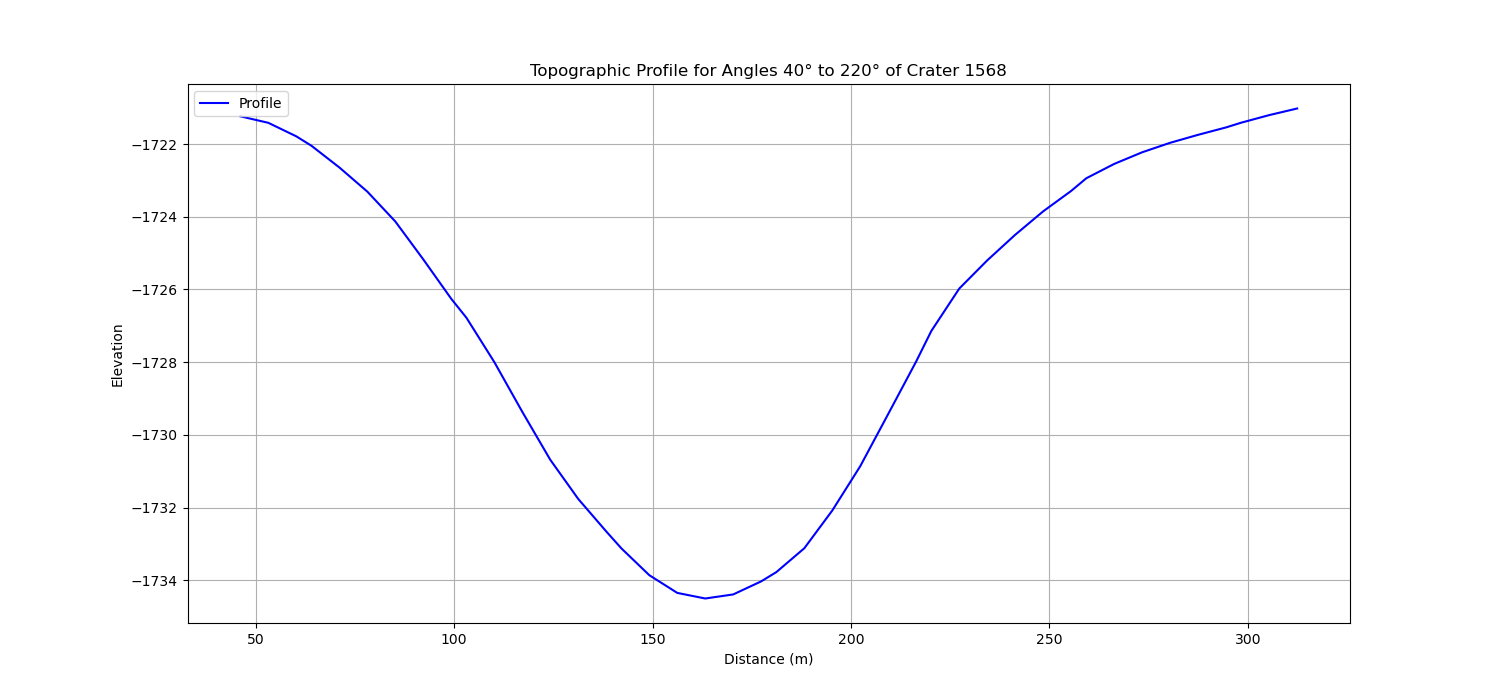 Topographic Profile for Angles 40° to 220° of Crater 1568
Profile
−1722
−1724
−1726
−1728
−1730
−1732
−1734
Elevation
50 100 150 200 250 300
Distance (m)